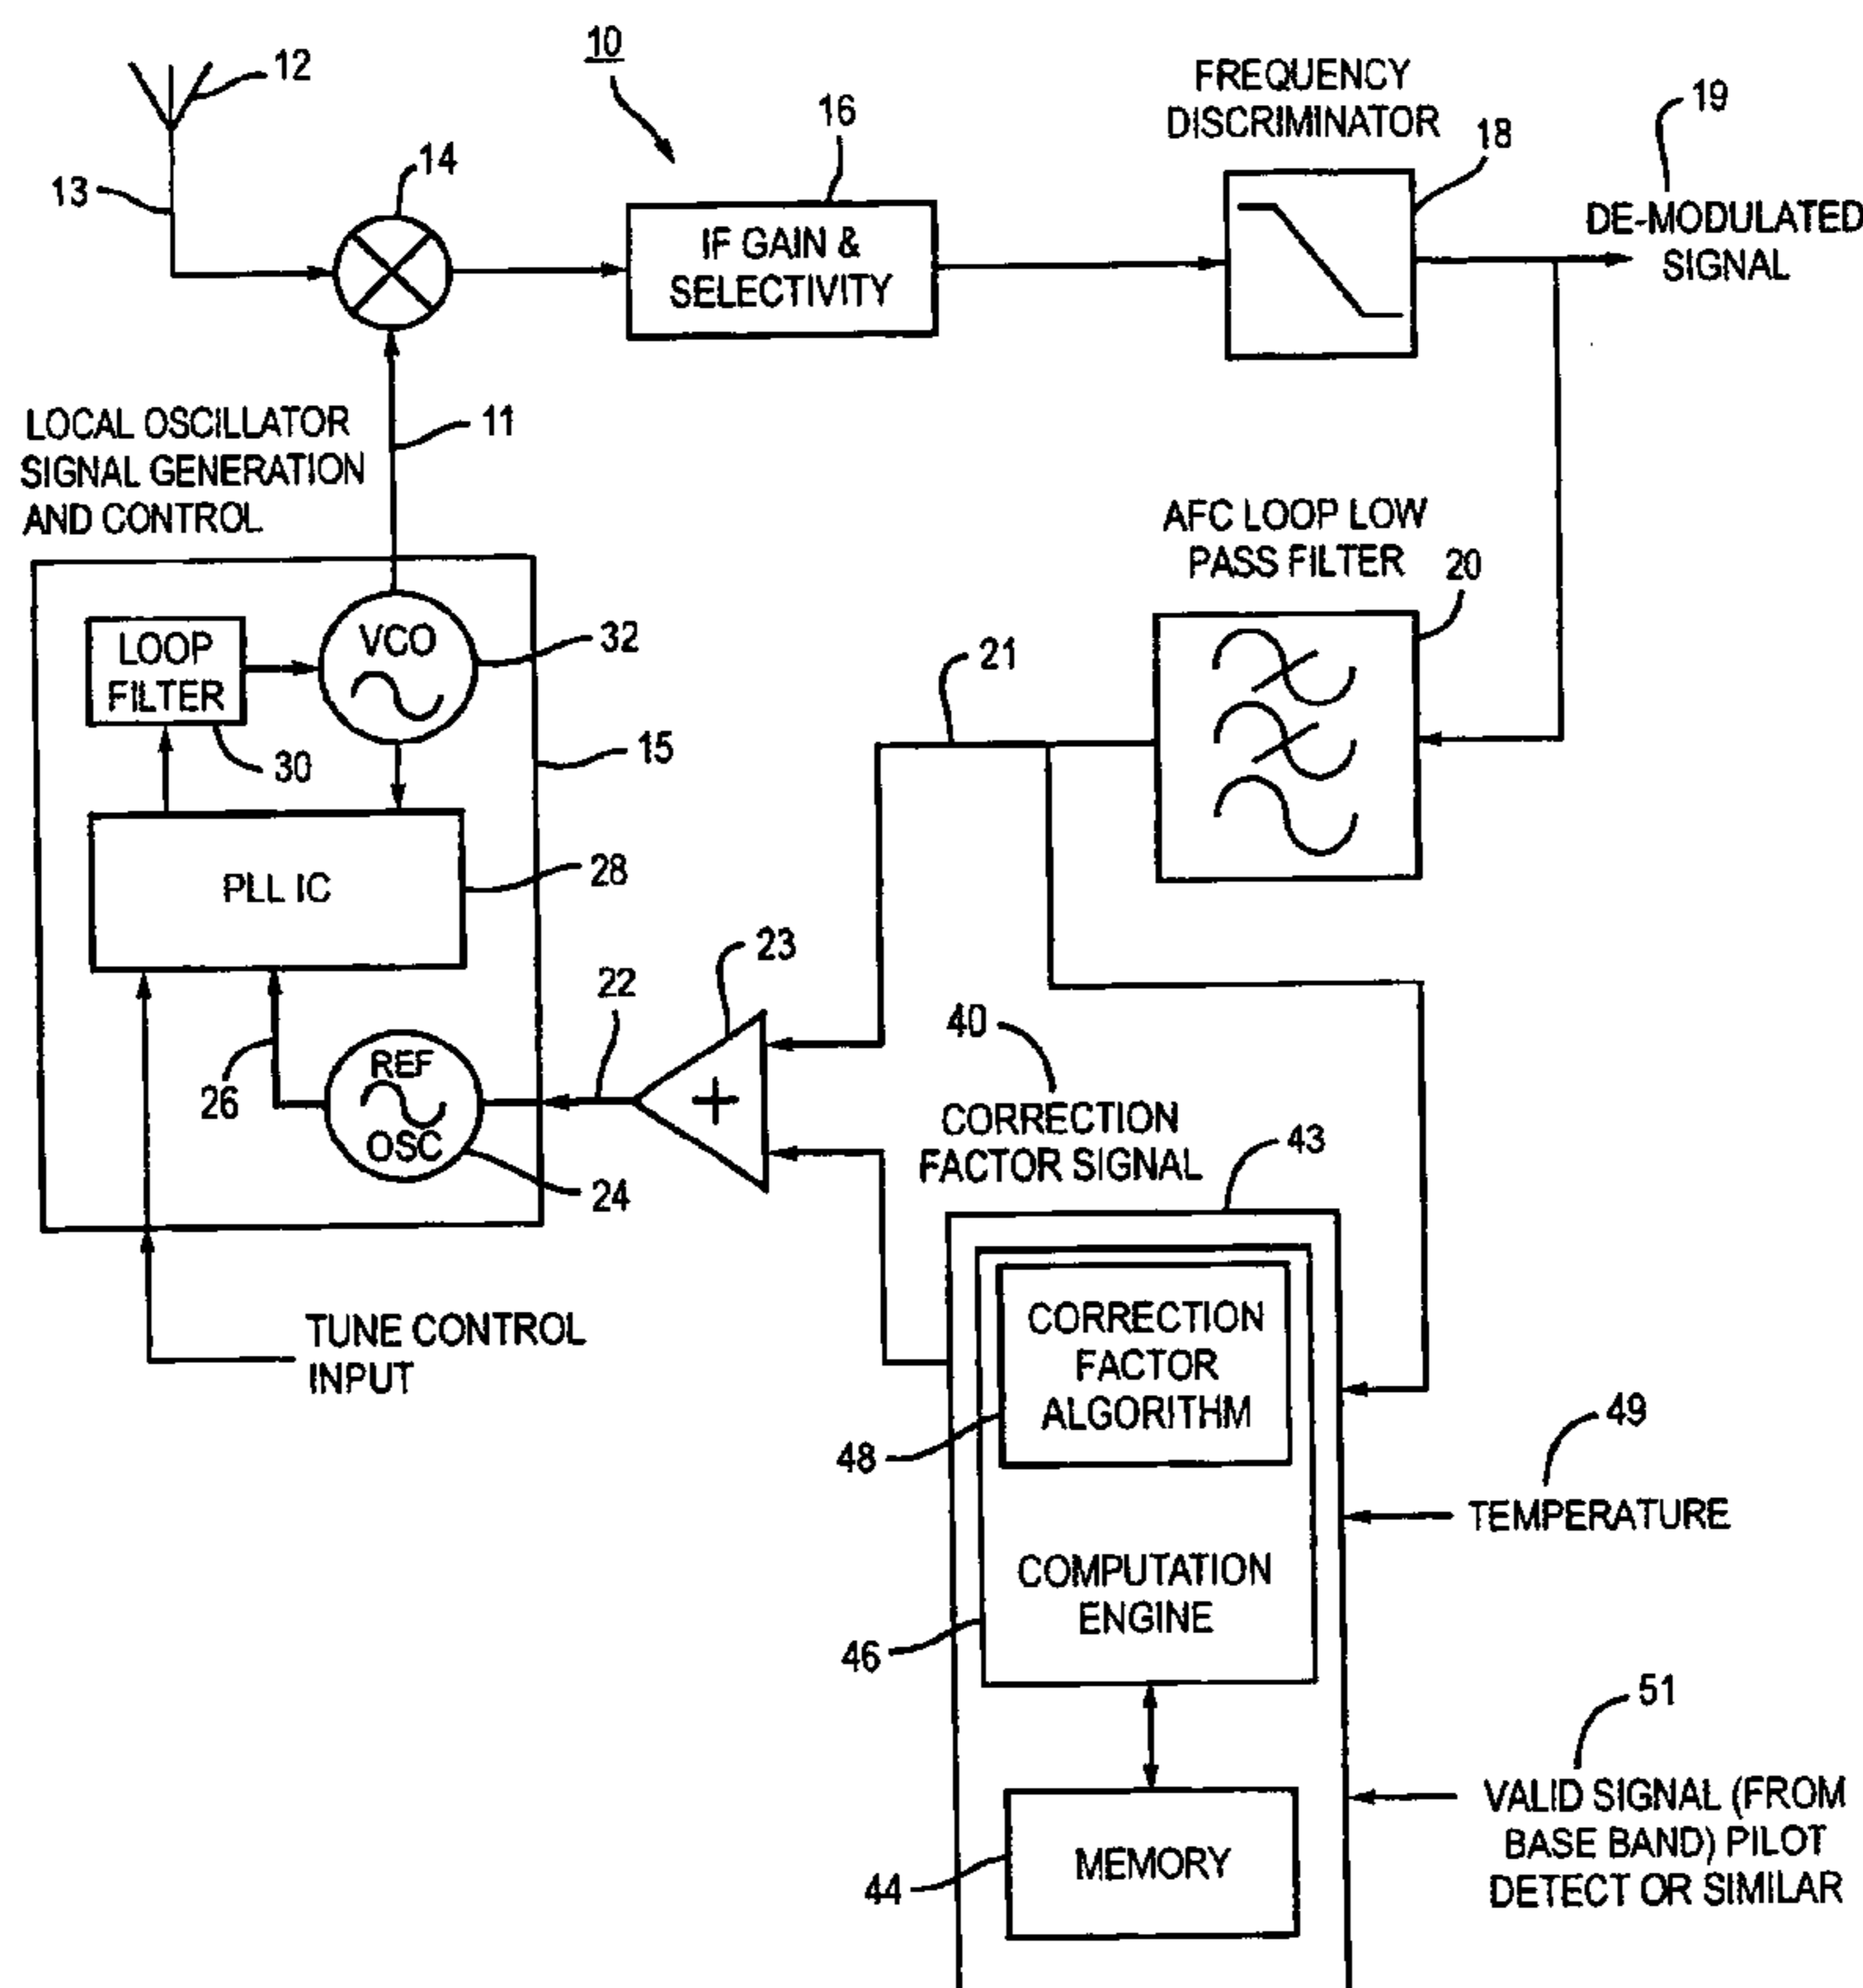 10
12
13
14
16
FREQUENCY
DISCRIMINATOR
18
19
DE-MODULATED
SIGNAL
IF GAIN &
SELECTIVITY
LOCAL OSCILLATOR
SIGNAL GENERATION
AND CONTROL
11
AFC LOOP LOW
PASS FILTER
20
LOOP
FILTER
VCO
32
30
15
21
PLL IC
28
23
22
26
REF
OSC
24
+
40
CORRECTION
FACTOR SIGNAL
43
TUNE CONTROL
INPUT
CORRECTION
FACTOR
ALGORITHM
48
49
TEMPERATURE
COMPUTATION
ENGINE
46
51
VALID SIGNAL (FROM
BASE BAND) PILOT
DETECT OR SIMILAR
MEMORY
44